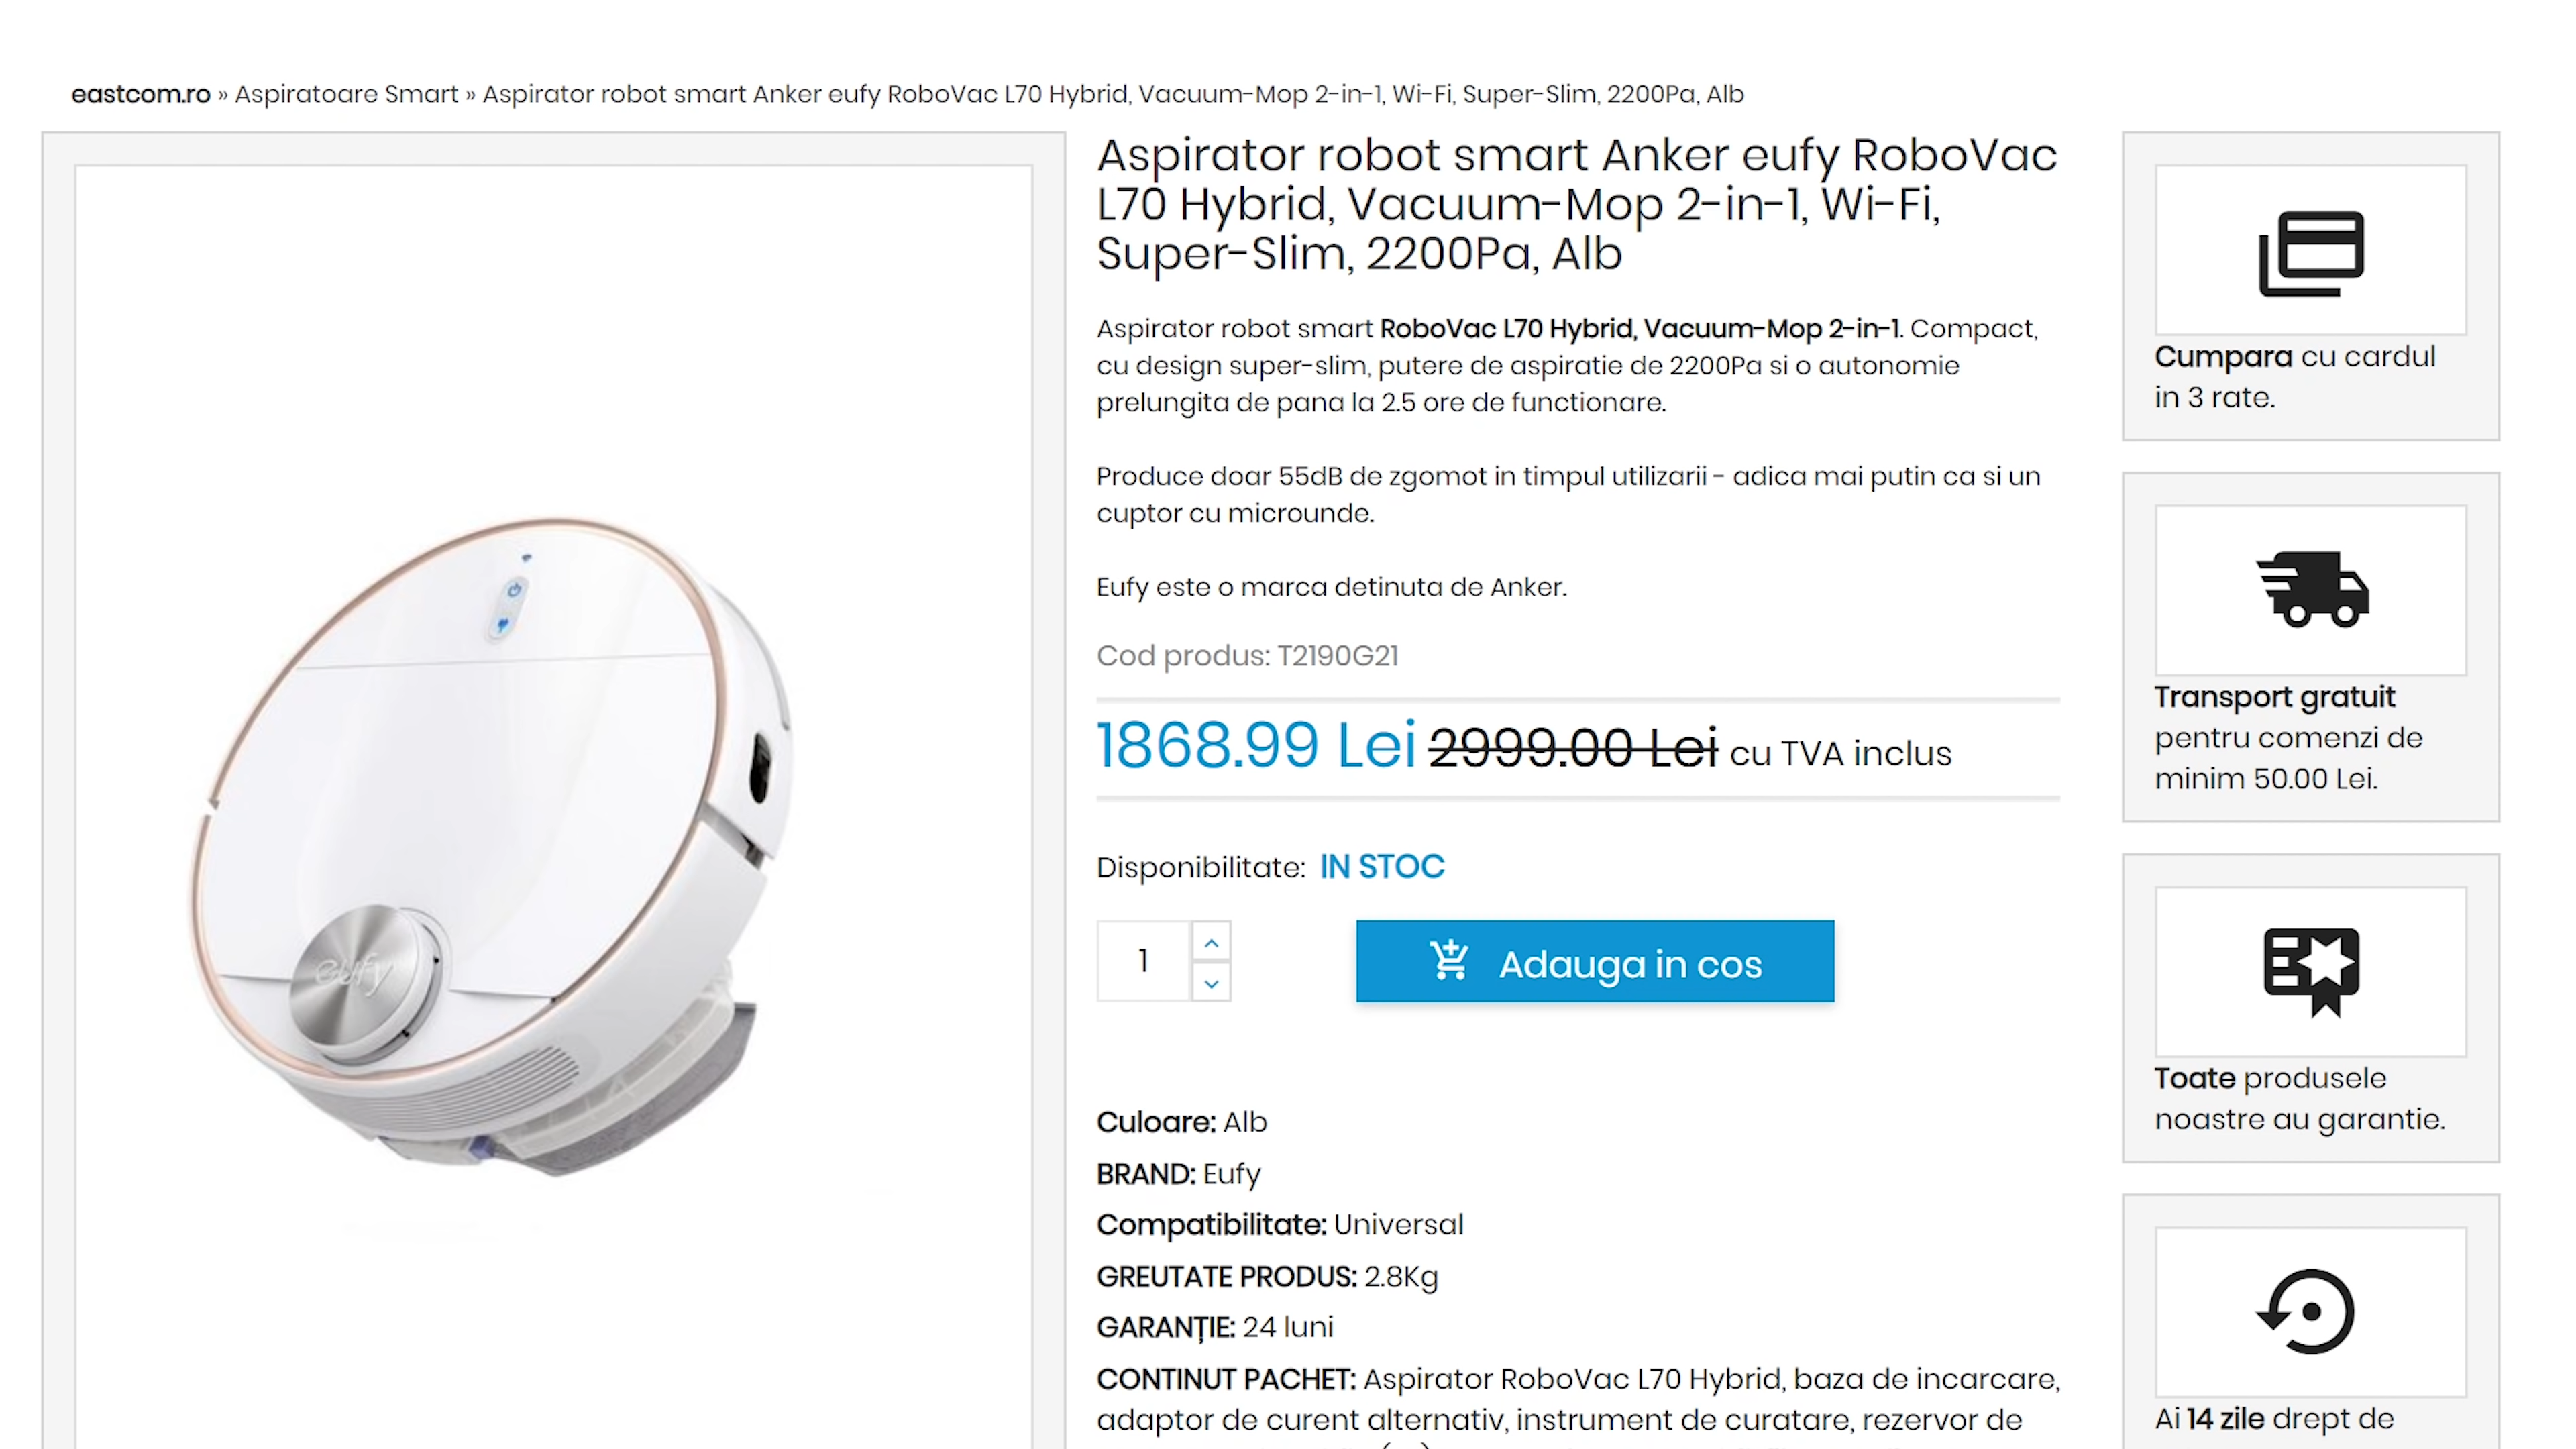 eastcom.ro » Aspiratoare Smart » Aspirator robot smart Anker eufy RoboVac L70 Hybrid, Vacuum-Mop 2-in-1, Wi-Fi, Super-Slim, 2200Pa, Alb
eufy
Aspirator robot smart Anker eufy RoboVac
L70 Hybrid, Vacuum-Mop 2-in-1, Wi-Fi,
Super-Slim, 2200Pa, Alb
Aspirator robot smart RoboVac L70 Hybrid, Vacuum-Mop 2-in-1. Compact,
cu design super-slim, putere de aspiratie de 2200Pa si o autonomie
prelungita de pana la 2.5 ore de functionare.
Produce doar 55dB de zgomot in timpul utilizarii - adica mai putin ca si un
cuptor cu microunde.
Eufy este o marca detinuta de Anker.
Cod produs: T2190G21
1868.99 Lei 2999.00 Lei cu TVA inclus
Disponibilitate: IN STOC
1
Adauga in cos
Culoare: Alb
BRAND: Eufy
Compatibilitate: Universal
GREUTATE PRODUS: 2.8Kg
GARANȚIE: 24 luni
CONTINUT PACHET: Aspirator RoboVac L70 Hybrid, baza de incarcare,
adaptor de curent alternativ, instrument de curatare, rezervor de
Cumpara cu cardul
in 3 rate.
Transport gratuit
pentru comenzi de
minim 50.00 Lei.
Toate produsele
noastre au garantie.
Ai 14 zile drept de